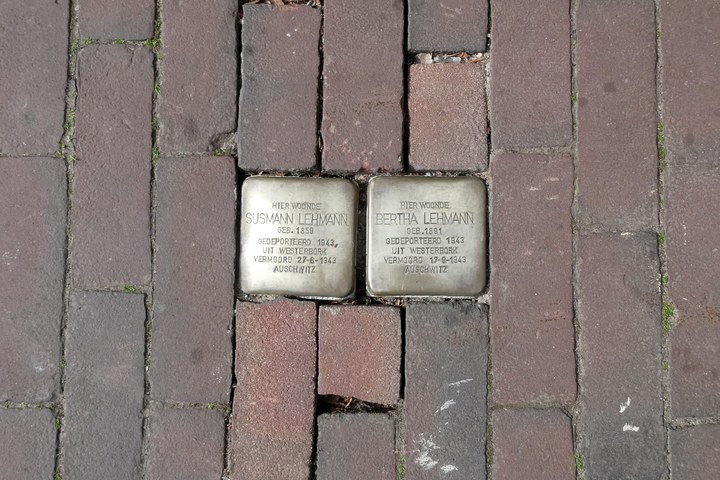 HIER WOONDE
SUSMANN LEHMANN
GEB. 1859
GEDEPORTEERD 1943
UIT WESTERBORK
VERMOORD 27-8-1943
AUSCHWITZ
HIER WOONDE
BERTHA LEHMANN
GEB. 1891
GEDEPORTEERD 1943
UIT WESTERBORK
VERMOORD 17-9-1943
AUSCHWITZ